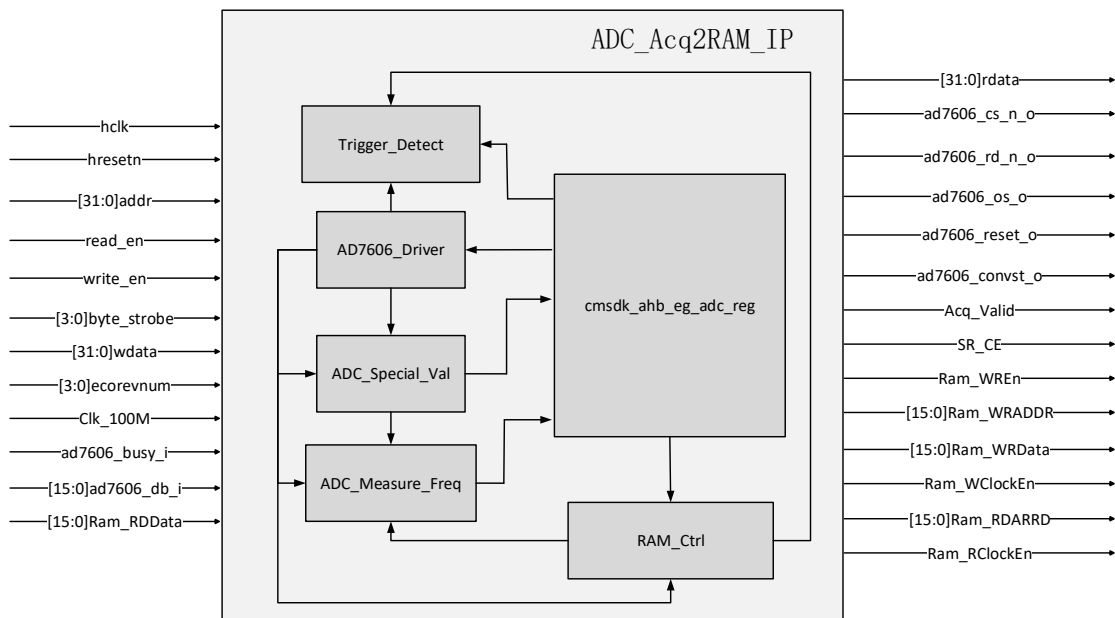 ADC_Acq2RAM_IP
hclk
hresetn
[31:0]addr
read_en
write_en
[3:0]byte_strobe
[31:0]wdata
[3:0]ecorevnum
Clk_100M
ad7606_busy_i
[15:0]ad7606_db_i
[15:0]Ram_RDData
Trigger_Detect
AD7606_Driver
ADC_Special_Val
ADC_Measure_Freq
cmsdk_ahb_eg_adc_reg
RAM_Ctrl
[31:0]rdata
ad7606_cs_n_o
ad7606_rd_n_o
ad7606_os_o
ad7606_reset_o
ad7606_convst_o
Acq_Valid
SR_CE
Ram_WREn
[15:0]Ram_WRADDR
[15:0]Ram_WRData
Ram_WClockEn
[15:0]Ram_RDARRD
Ram_RClockEn